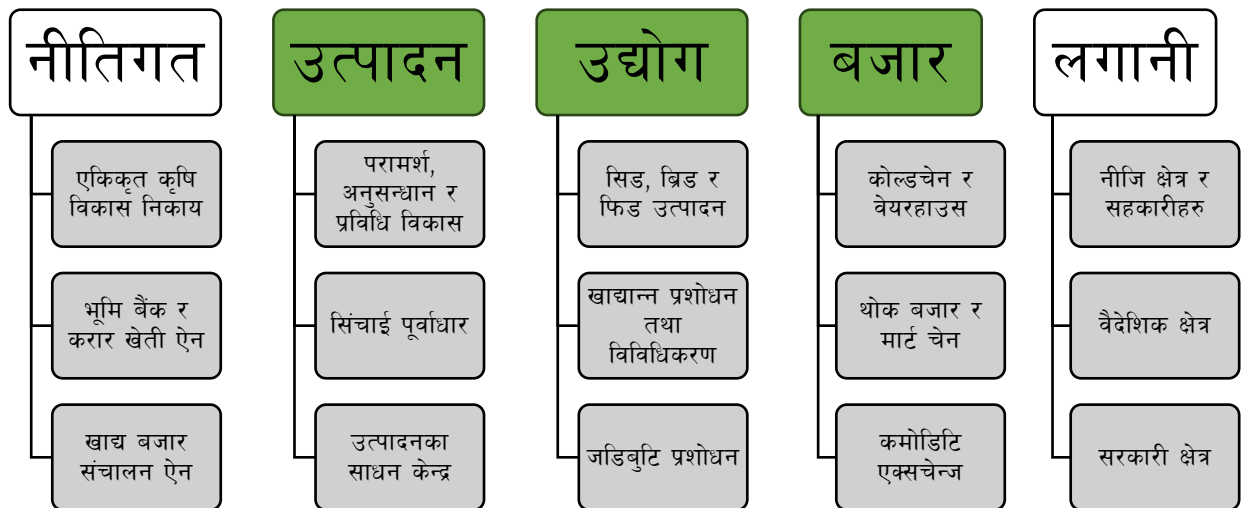 नीतिगत
एकिकृत कृषि
विकास निकाय
भूमि बैंक र
करार खेती ऐन
खाद्य बजार
संचालन ऐन
उत्पादन
परामर्श,
अनुसन्धान र
प्रविधि विकास
सिंचाई पूर्वाधार
उत्पादनका
साधन केन्द्र
उद्योग
सिड, ब्रिड र
फिड उत्पादन
खाद्यान्न प्रशोधन
तथा
विविधिकरण
जडिबुटि प्रशोधन
बजार
कोल्डचेन र
वेयरहाउस
थोक बजार र
मार्ट चेन
कमोडिटि
एक्सचेन्ज
लगानी
नीजि क्षेत्र र
सहकारीहरु
वैदेशिक क्षेत्र
सरकारी क्षेत्र